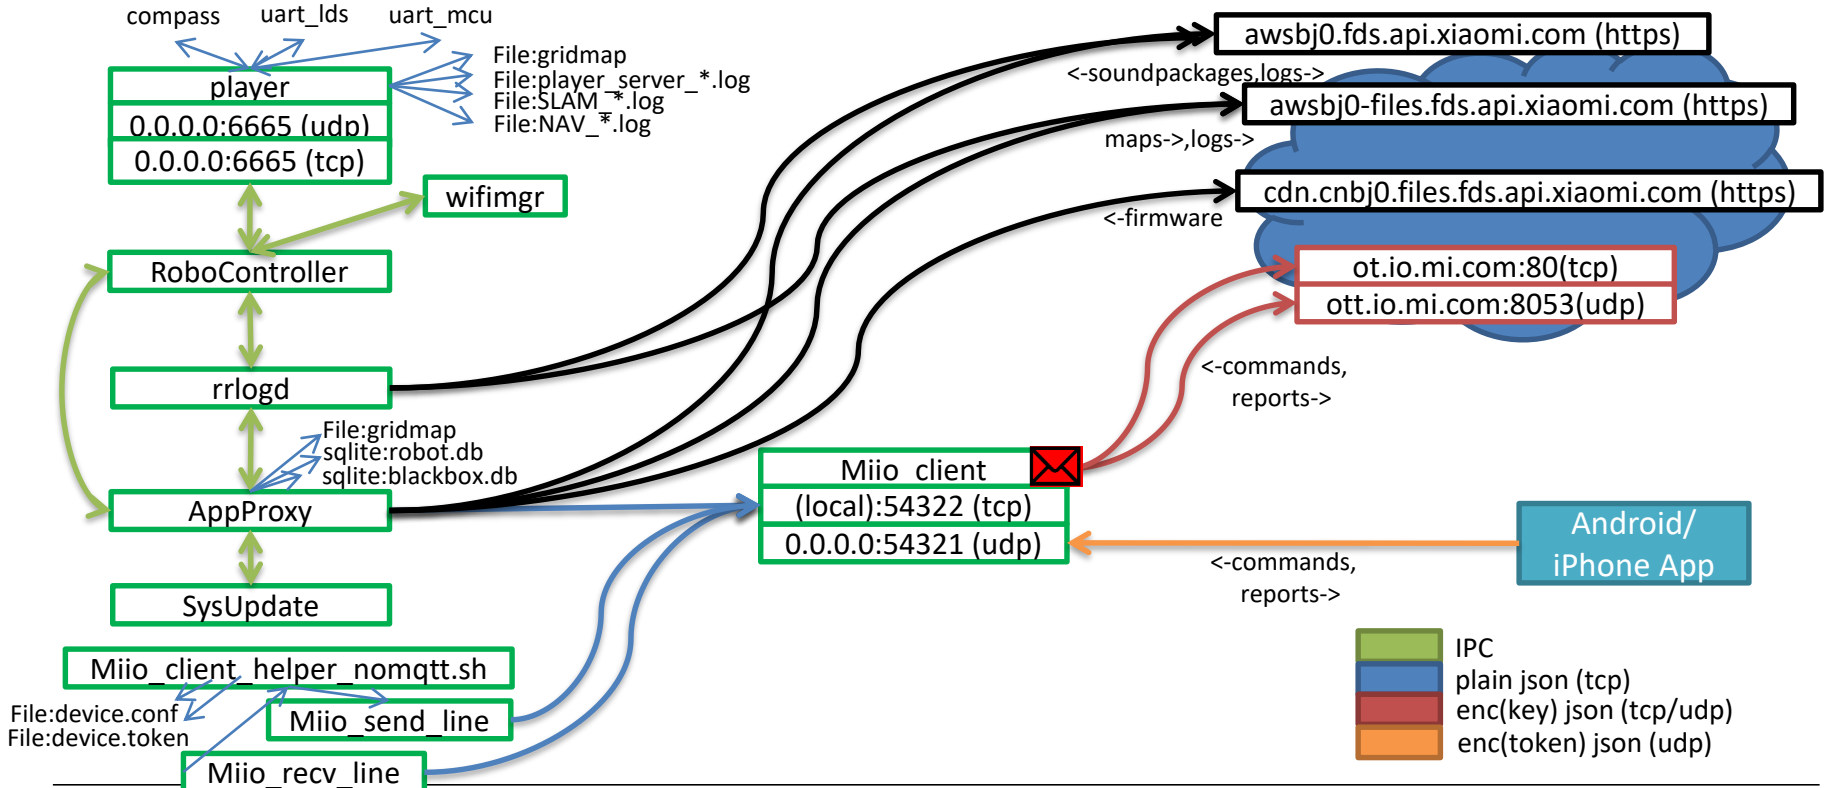 compass
uart_lds
uart_mcu
player
0.0.0.0:6665 (udp)
0.0.0.0:6665 (tcp)
File:gridmap
File:player_server_*.log
File:SLAM_*.log
File:NAV_*.log
wifimgr
RoboController
rrlogd
File:gridmap
sqlite:robot.db
sqlite:blackbox.db
AppProxy
SysUpdate
Miio_client_helper_nomqtt.sh
File:device.conf
File:device.token
Miio_send_line
Miio_recv_line
awsbj0.fds.api.xiaomi.com (https)
<-soundpackages,logs->
awsbj0-files.fds.api.xiaomi.com (https)
maps->,logs->
cdn.cnbj0.files.fds.api.xiaomi.com (https)
<-firmware
ot.io.mi.com:80(tcp)
ott.io.mi.com:8053(udp)
<-commands,
reports->
Miio_client
(local):54322 (tcp)
0.0.0.0:54321 (udp)
<-commands,
reports->
Android/
iPhone App
IPC
plain json (tcp)
enc(key) json (tcp/udp)
enc(token) json (udp)